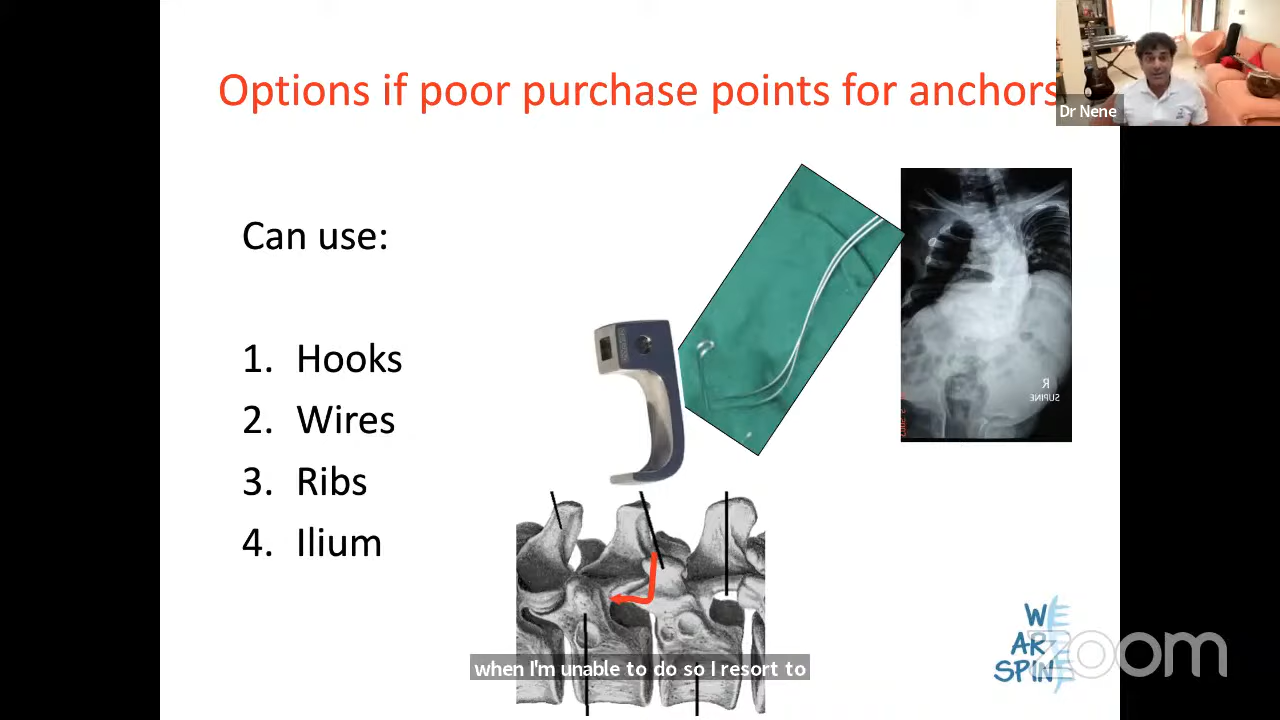 Options if poor purchase points for anchors
Dr Nene
Can use:
1. Hooks
2. Wires
3. Ribs
4. Ilium
R
SUPINE
WE
ARE
SPINE
zoom
when I'm unable to do so I resort to